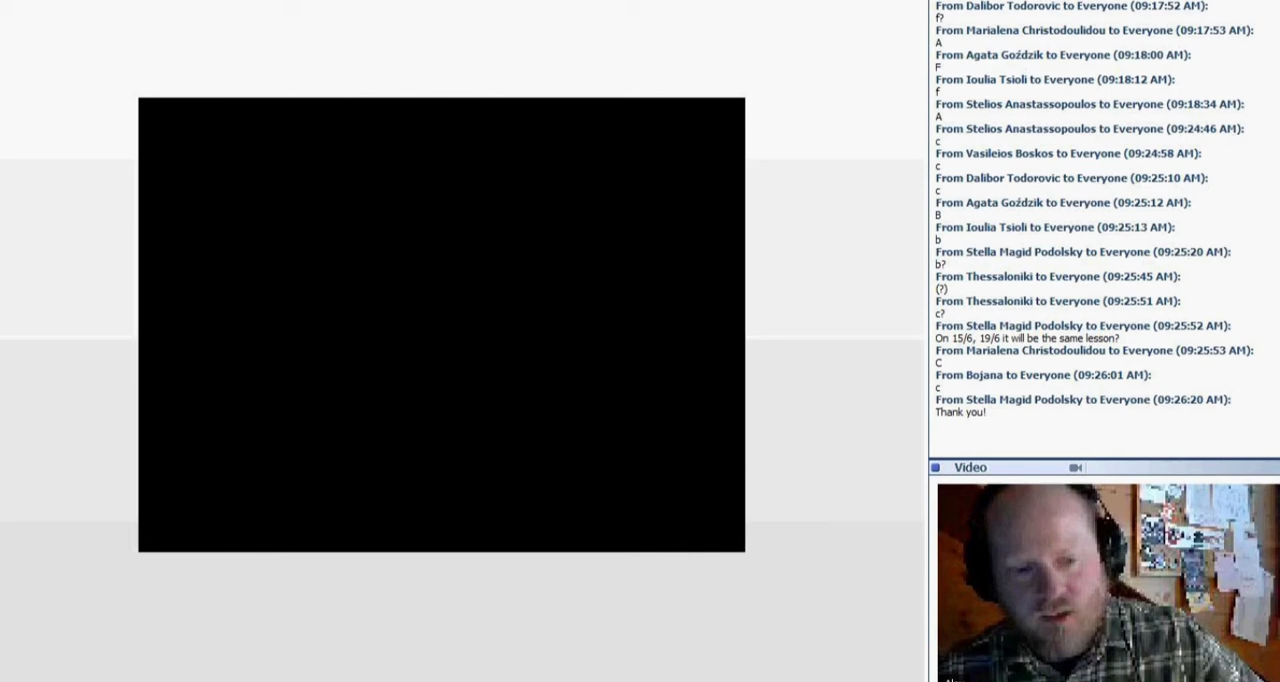 From Dalibor Todorovic to Everyone (09:17:52 AM):
f?
From Marialena Christodoulidou to Everyone (09:17:53 AM):
A
From Agata Goździk to Everyone (09:18:00 AM):
F
From Ioulia Tsioli to Everyone (09:18:12 AM):
f
From Stelios Anastassopoulos to Everyone (09:18:34 AM):
A
From Stelios Anastassopoulos to Everyone (09:24:46 AM):
c
From Vasileios Boskos to Everyone (09:24:58 AM):
c
From Dalibor Todorovic to Everyone (09:25:10 AM):
c
From Agata Goździk to Everyone (09:25:12 AM):
B
From Ioulia Tsioli to Everyone (09:25:13 AM):
b
From Stella Magid Podolsky to Everyone (09:25:20 AM):
b?
From Thessaloniki to Everyone (09:25:45 AM):
(?)
From Thessaloniki to Everyone (09:25:51 AM):
c?
From Stella Magid Podolsky to Everyone (09:25:52 AM):
On 15/6, 19/6 it will be the same lesson?
From Marialena Christodoulidou to Everyone (09:25:53 AM):
C
From Bojana to Everyone (09:26:01 AM):
c
From Stella Magid Podolsky to Everyone (09:26:20 AM):
Thank you!
Video